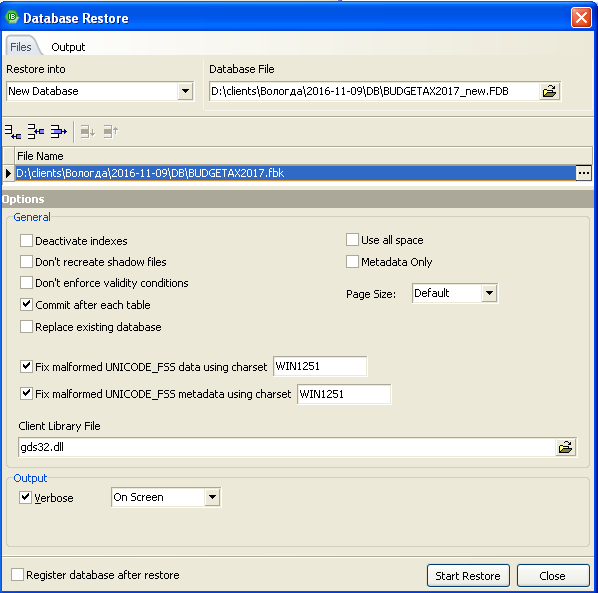 Database Restore
Files Output
Restore into Database File
New Database D:\clients\Вологда\2016-11-09\DB\BUDGETAX2017_new.FDB
File Name
D:\clients\Вологда\2016-11-09\DB\BUDGETAX2017.fbk ...
Options
General
Deactivate indexes Use all space
Don't recreate shadow files Metadata Only
Don't enforce validity conditions
Page Size: Default
Commit after each table
Replace existing database
Fix malformed UNICODE_FSS data using charset WIN1251
Fix malformed UNICODE_FSS metadata using charset WIN1251
Client Library File
gds32.dll
Output
Verbose On Screen
Register database after restore Start Restore Close